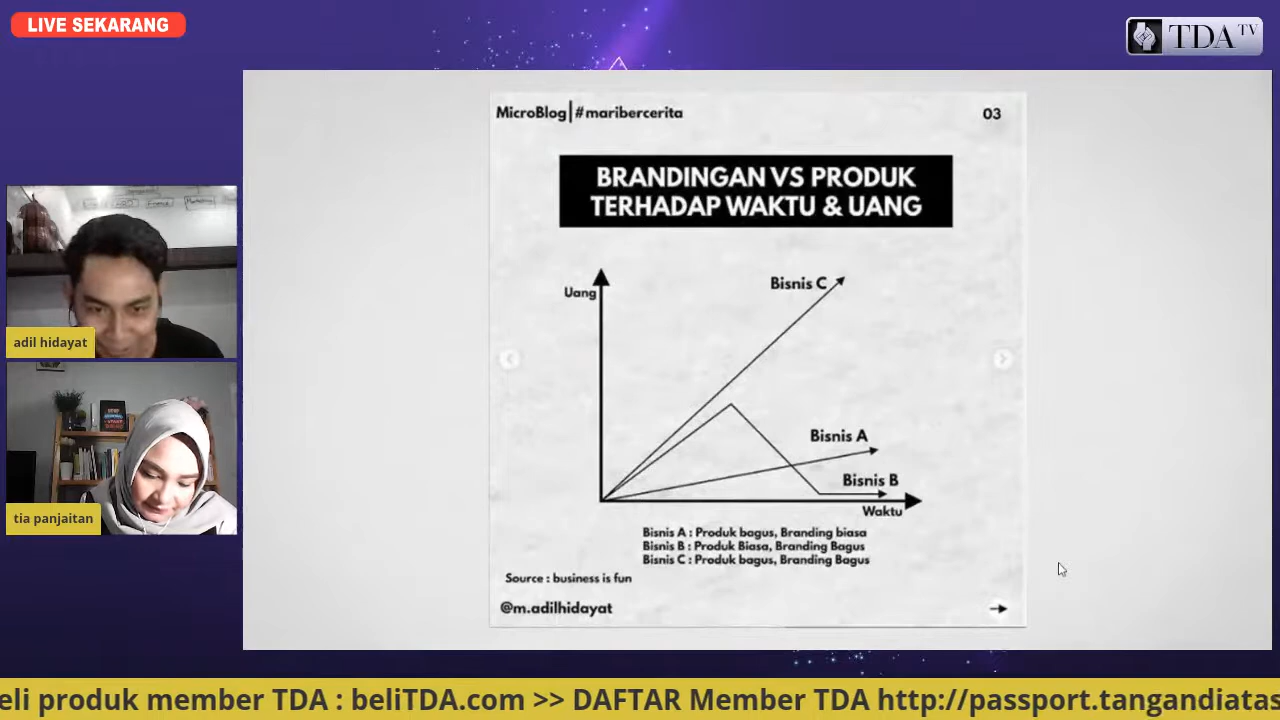 LIVE SEKARANG
TDA TV
MicroBlog|#maribercerita
03
BRANDINGAN VS PRODUK
TERHADAP WAKTU & UANG
Uang
Bisnis C
Bisnis A
Bisnis B
Waktu
Bisnis A : Produk bagus, Branding biasa
Bisnis B : Produk Biasa, Branding Bagus
Bisnis C : Produk bagus, Branding Bagus
Source : business is fun
@m.adilhidayat
adil hidayat
tia panjaitan
eli produk member TDA : beliTDA.com >> DAFTAR Member TDA http://passport.tangandiatas